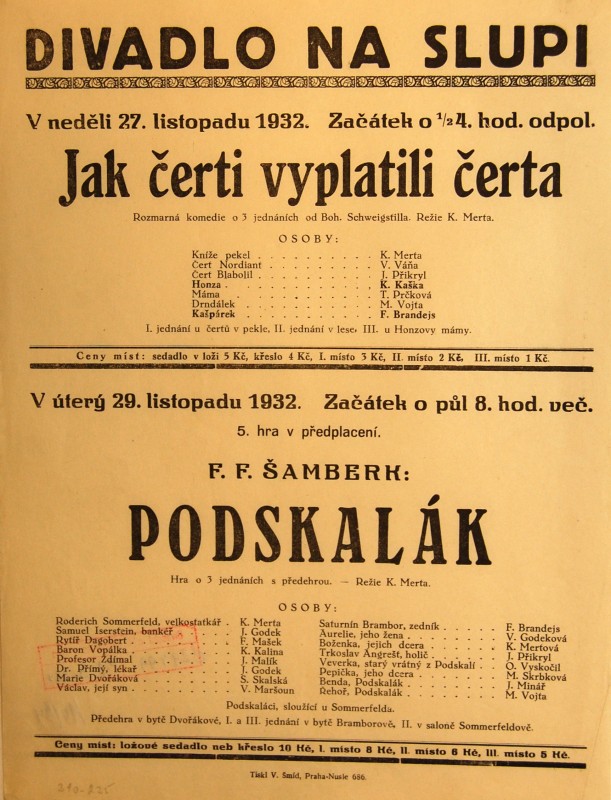 DIVADLO NA SLUPI
V neděli 27. listopadu 1932. Začátek o ½4. hod. odpol.
Jak čerti vyplatili čerta
Rozmarná komedie o 3 jednáních od Boh. Schweigstilla. Režie K. Merta.
OSOBY:
Kníže pekel . . . . . . . . . . K. Merta
Čert Nordiant . . . . . . . . . V. Váňa
Čert Blabolil . . . . . . . . . J. Přikryl
Honza . . . . . . . . . . . . K. Kaška
Máma . . . . . . . . . . . . T. Prčková
Drndálek . . . . . . . . . . . M. Vojta
Kašpárek . . . . . . . . . . . F. Brandejs
I. jednání u čertů v pekle, II. jednání v lese, III. u Honzovy mámy.
Ceny míst: sedadlo v loži 5 Kč, křeslo 4 Kč, I. místo 3 Kč, II. místo 2 Kč, III. místo 1 Kč.
V úterý 29. listopadu 1932. Začátek o půl 8. hod. več.
5. hra v předplacení.
F. F. ŠAMBERK:
PODSKALÁK
Hra o 3 jednáních s předehrou. — Režie K. Merta.
OSOBY:
Roderich Sommerfeld, velkostatkář . K. Merta
Samuel Iserstein, bankéř . . . . J. Godek
Rytíř Dagobert . . . . . . . . F. Mašek
Baron Vopálka . . . . . . . . K. Kalina
Profesor Ždímal . . . . . . . J. Malík
Dr. Přímý, lékař . . . . . . . J. Godek
Marie Dvořáková . . . . . . . S. Skalská
Václav, její syn . . . . . . . V. Maršoun
Saturnín Brambor, zedník . . . . . F. Brandejs
Aurelie, jeho žena . . . . . . . V. Godeková
Boženka, jejich dcera . . . . . . K. Mertová
Trkoslav Angrešt, holič . . . . . . J. Přikryl
Veverka, starý vrátný z Podskalí . . O. Vyskočil
Pepička, jeho dcera . . . . . . . M. Skrbková
Benda, Podskalák . . . . . . . J. Minář
Řehoř, Podskalák . . . . . . . M. Vojta
Podskaláci, sloužící u Sommerfelda.
Předehra v bytě Dvořákové, I. a III. jednání v bytě Bramborově, II. v saloně Sommerfeldově.
Ceny míst: ložové sedadlo neb křeslo 10 Kč, I. místo 8 Kč, II. místo 6 Kč, III. místo 5 Kč.
Tiskl V. Šmíd, Praha-Nusle 686.